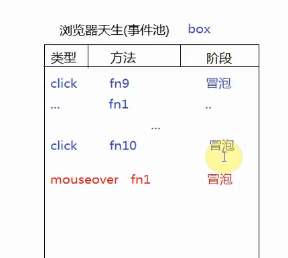 浏览器天生(事件池) box
类型 方法 阶段
click fn9 冒泡
... fn1 ..
...
click fn10 冒泡
mouseover fn1 冒泡